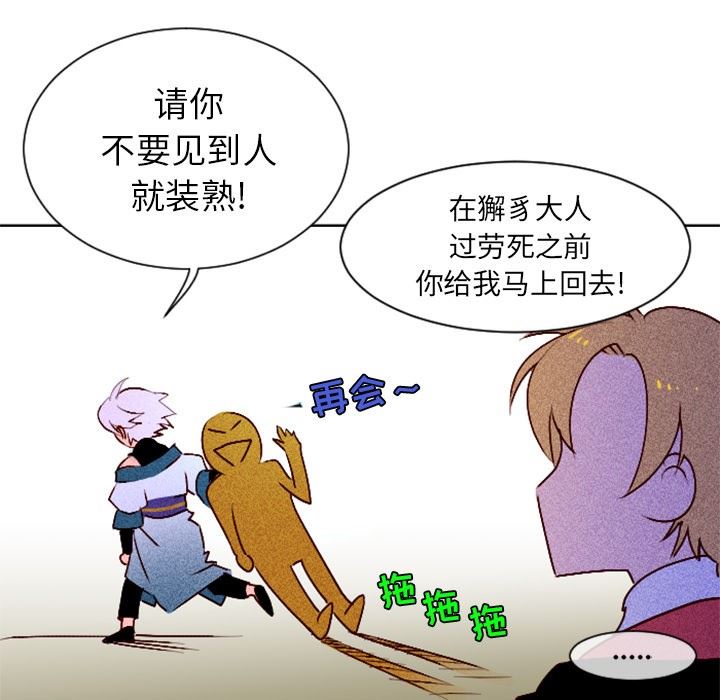 请你
不要见到人
就装熟!
在獬豸大人
过劳死之前
你给我马上回去!
再会~
拖拖拖
•••••